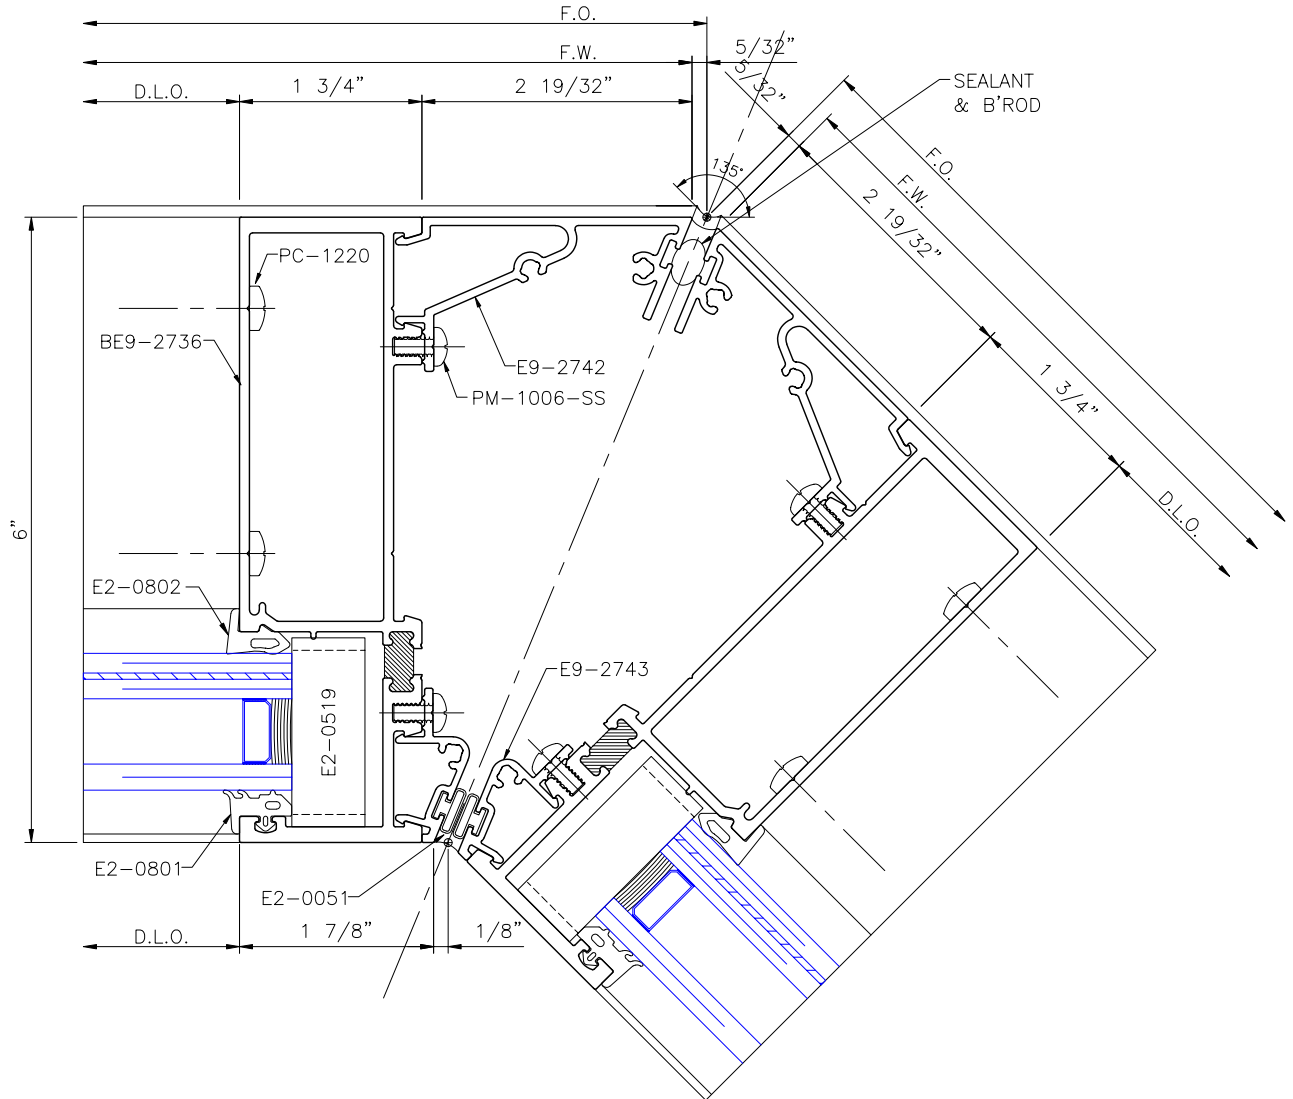 F.O.
F.W.
5/32”
D.L.O.
1 3/4”
2 19/32”
5/32”
SEALANT
& B’ROD
135°
F.O.
F.W.
2 19/32”
PC-1220
BE9-2736
E9-2742
PM-1006-SS
1 3/4”
D.L.O.
6”
E2-0802
E9-2743
E2-0519
E2-0801
E2-0051
D.L.O.
1 7/8”
1/8”